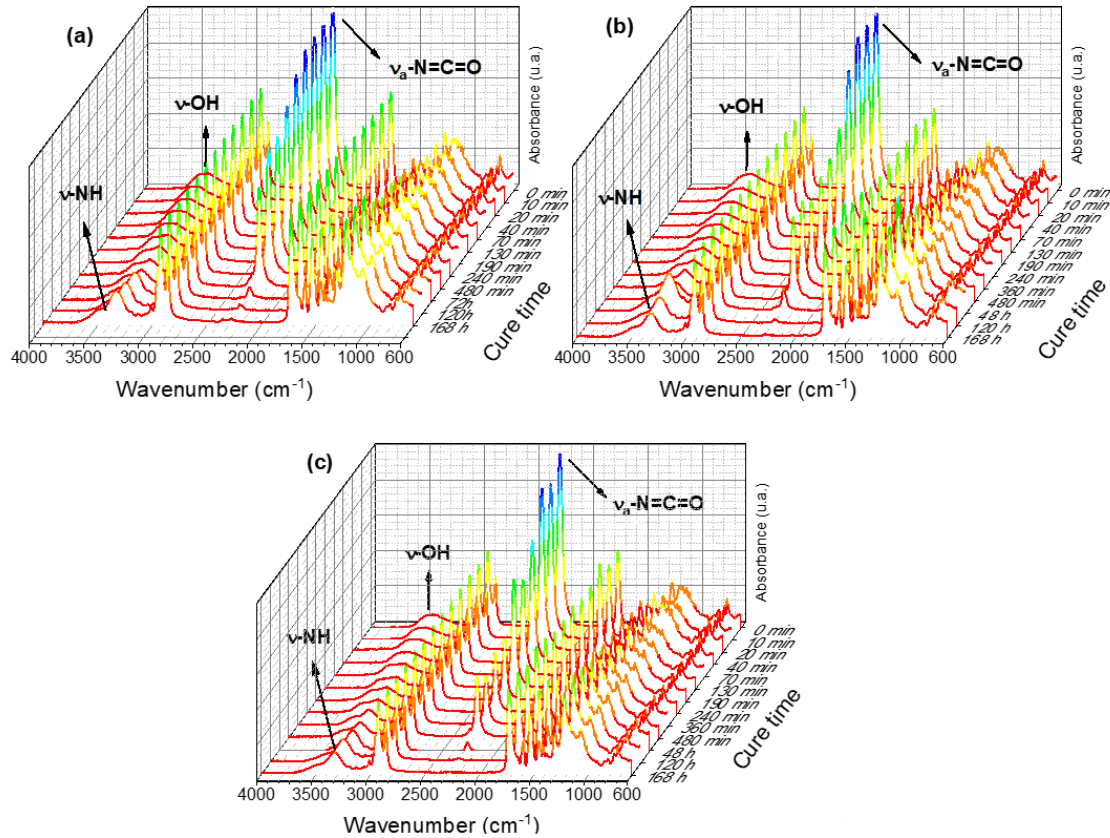 (a)
νₐ-N=C=O
ν-OH
ν-NH
Absorbance (u.a.)
0 min
10 min
20 min
40 min
70 min
130 min
190 min
240 min
480 min
72h
120h
168 h
Cure time
4000 3500 3000 2500 2000 1500 1000 600
Wavenumber (cm⁻¹)
(b)
νₐ-N=C=O
ν-OH
ν-NH
Absorbance (u.a.)
0 min
10 min
20 min
40 min
70 min
130 min
190 min
240 min
360 min
480 min
48 h
120 h
168 h
Cure time
4000 3500 3000 2500 2000 1500 1000 600
Wavenumber (cm⁻¹)
(c)
νₐ-N=C=O
ν-OH
ν-NH
Absorbance (u.a.)
0 min
10 min
20 min
40 min
70 min
130 min
190 min
240 min
360 min
480 min
48 h
120 h
168 h
Cure time
4000 3500 3000 2500 2000 1500 1000 600
Wavenumber (cm⁻¹)